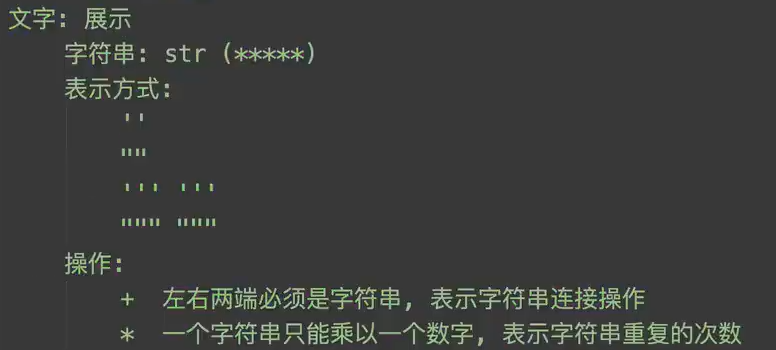 文字: 展示
字符串: str (*****)
表示方式:
''
""
''' '''
""" """
操作:
+ 左右两端必须是字符串, 表示字符串连接操作
* 一个字符串只能乘以一个数字, 表示字符串重复的次数